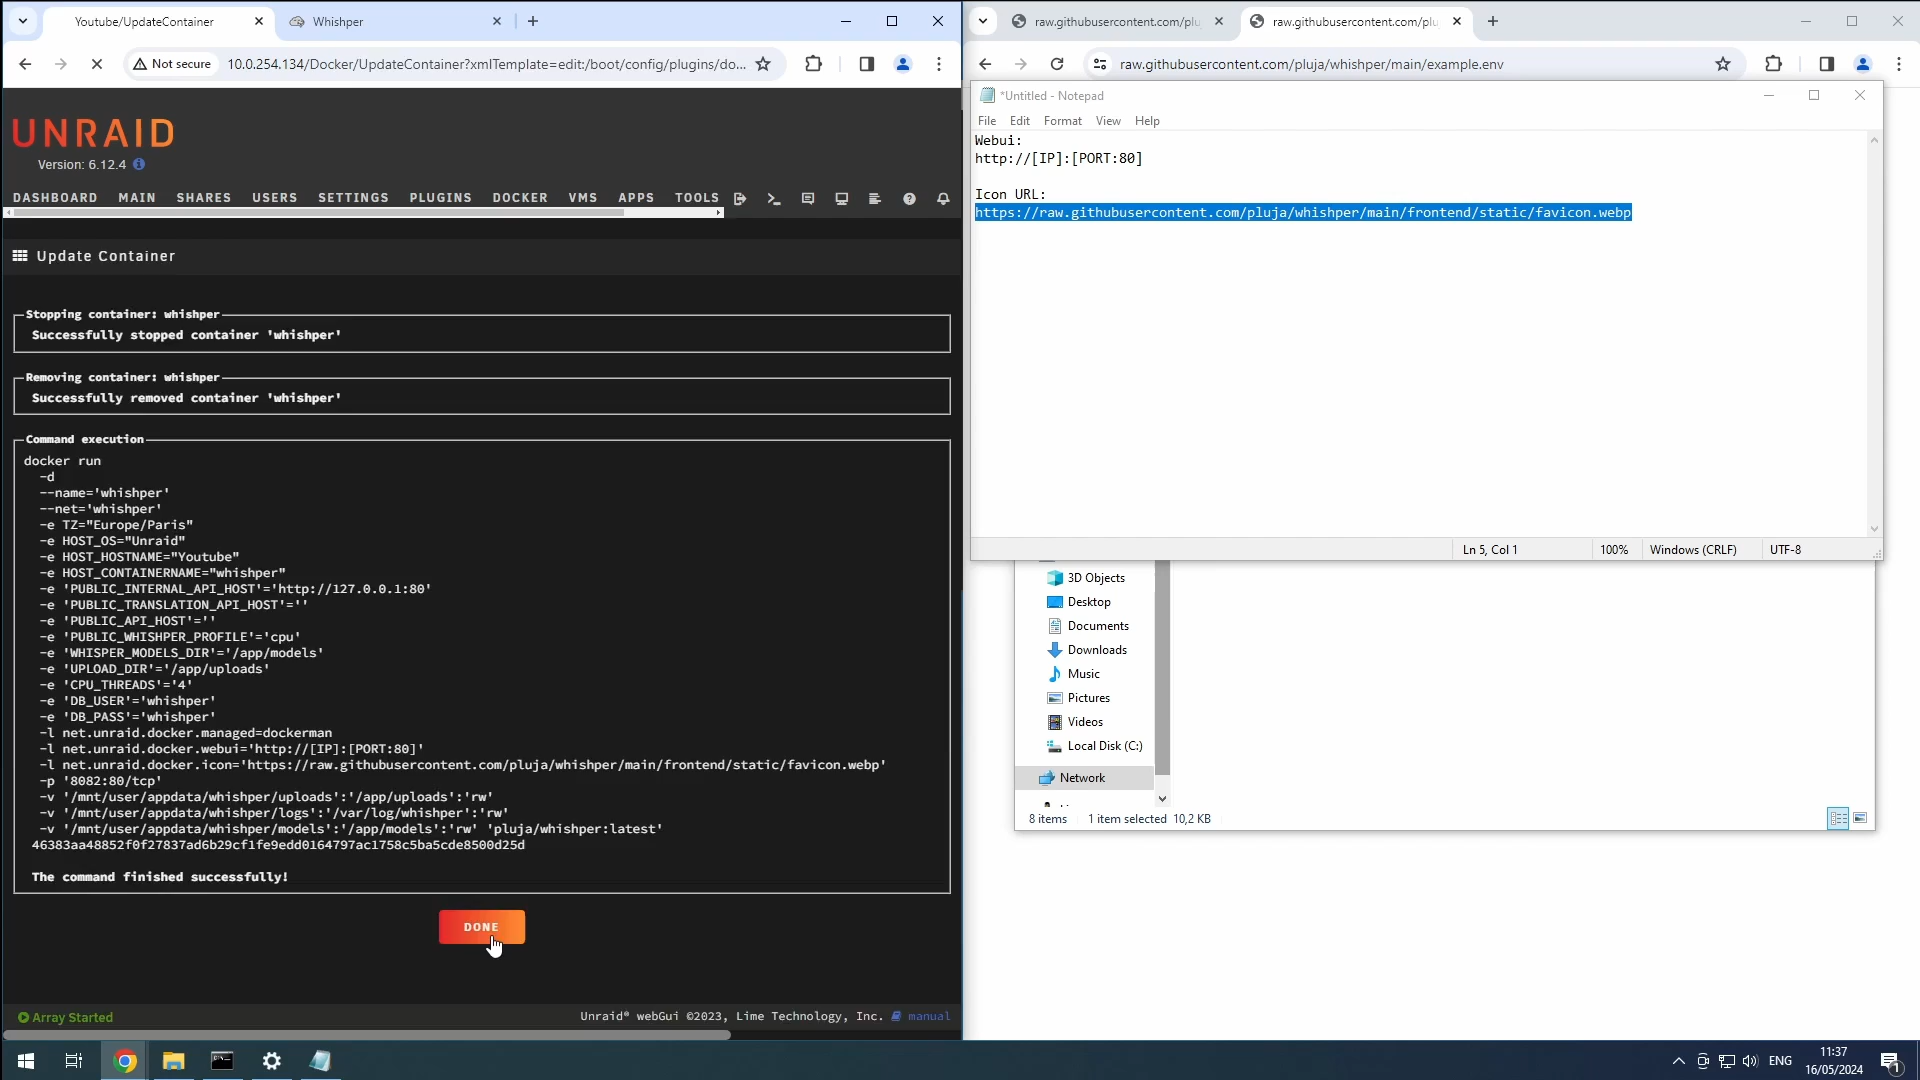 Youtube/UpdateContainer
Whishper
Not secure
10.0.254.134/Docker/UpdateContainer?xmlTemplate=edit:/boot/config/plugins/do...
UNRAID
Version: 6.12.4
DASHBOARD MAIN SHARES USERS SETTINGS PLUGINS DOCKER VMS APPS TOOLS
Update Container
Stopping container: whishper
Successfully stopped container 'whishper'
Removing container: whishper
Successfully removed container 'whishper'
Command execution
docker run
-d
--name='whishper'
--net='whishper'
-e TZ="Europe/Paris"
-e HOST_OS="Unraid"
-e HOST_HOSTNAME="Youtube"
-e HOST_CONTAINERNAME="whishper"
-e 'PUBLIC_INTERNAL_API_HOST'='http://127.0.0.1:80'
-e 'PUBLIC_TRANSLATION_API_HOST'=''
-e 'PUBLIC_API_HOST'=''
-e 'PUBLIC_WHISHPER_PROFILE'='cpu'
-e 'WHISPER_MODELS_DIR'='/app/models'
-e 'UPLOAD_DIR'='/app/uploads'
-e 'CPU_THREADS'='4'
-e 'DB_USER'='whishper'
-e 'DB_PASS'='whishper'
-l net.unraid.docker.managed=dockerman
-l net.unraid.docker.webui='http://[IP]:[PORT:80]'
-l net.unraid.docker.icon='https://raw.githubusercontent.com/pluja/whishper/main/frontend/static/favicon.webp'
-p '8082:80/tcp'
-v '/mnt/user/appdata/whishper/uploads':'/app/uploads':'rw'
-v '/mnt/user/appdata/whishper/logs':'/var/log/whishper':'rw'
-v '/mnt/user/appdata/whishper/models':'/app/models':'rw' 'pluja/whishper:latest'
46383aa48852f0f27837ad6b29cf1fe9edd0164797ac1758c5ba5cde8500d25d
The command finished successfully!
DONE
Array Started
Unraid® webGui ©2023, Lime Technology, Inc. manual
raw.githubusercontent.com/plu
raw.githubusercontent.com/plu
raw.githubusercontent.com/pluja/whishper/main/example.env
*Untitled - Notepad
File Edit Format View Help
Webui:
http://[IP]:[PORT:80]
Icon URL:
https://raw.githubusercontent.com/pluja/whishper/main/frontend/static/favicon.webp
Ln 5, Col 1 100% Windows (CRLF) UTF-8
3D Objects
Desktop
Documents
Downloads
Music
Pictures
Videos
Local Disk (C:)
Network
8 items 1 item selected 10,2 KB
ENG
11:37
16/05/2024
1